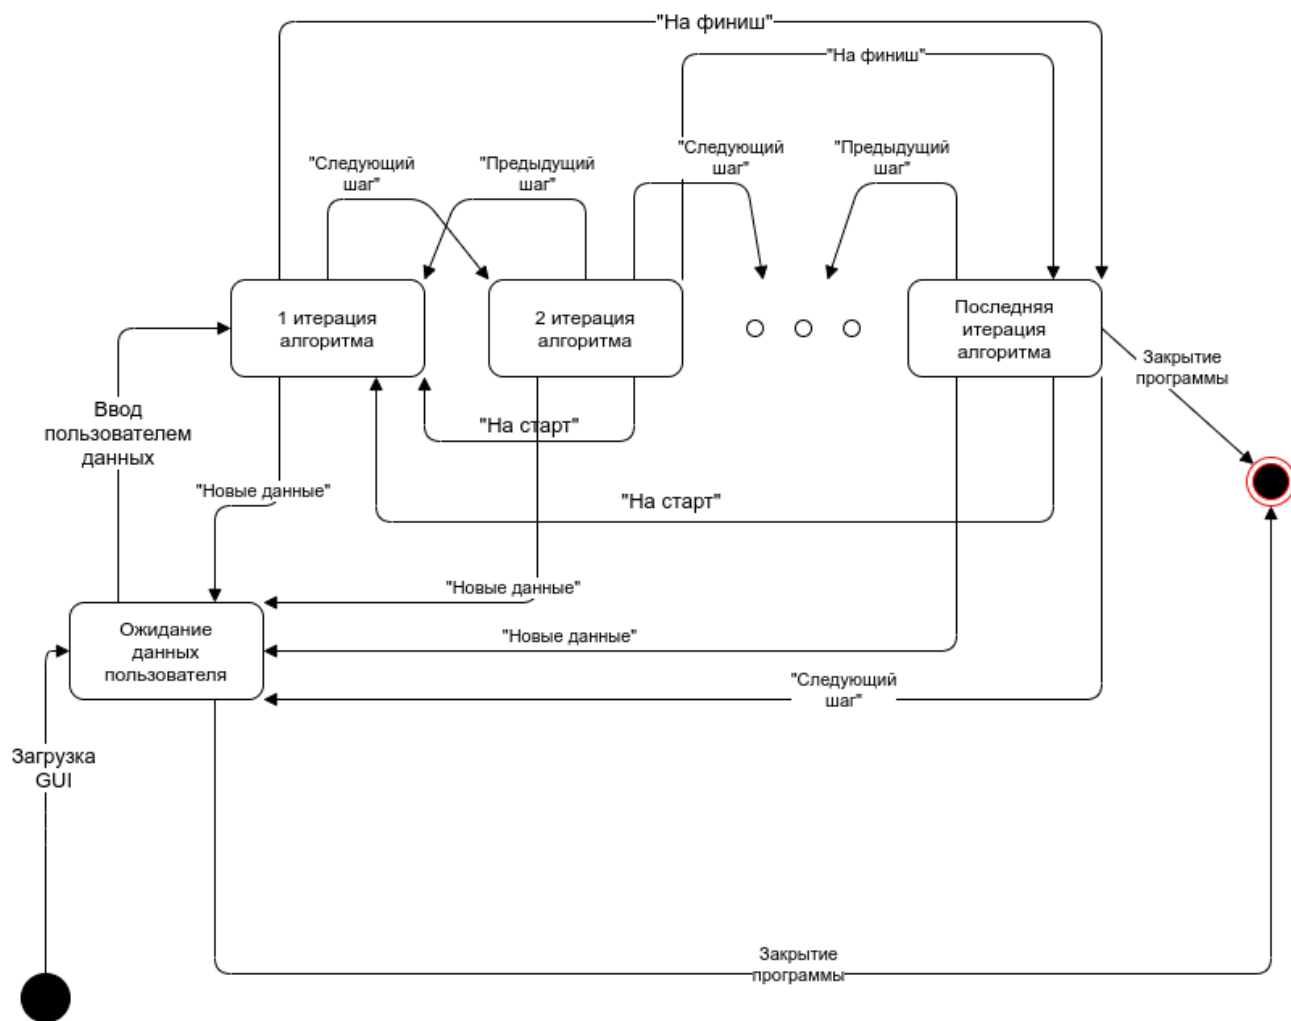 "На финиш"
"На финиш"
"Следующий
шаг"
"Предыдущий
шаг"
"Следующий
шаг"
"Предыдущий
шаг"
1 итерация
алгоритма
2 итерация
алгоритма
Последняя
итерация
алгоритма
Закрытие
программы
Ввод
пользователем
данных
"На старт"
"Новые данные"
"На старт"
"Новые данные"
Ожидание
данных
пользователя
"Новые данные"
"Следующий
шаг"
Загрузка
GUI
Закрытие
программы